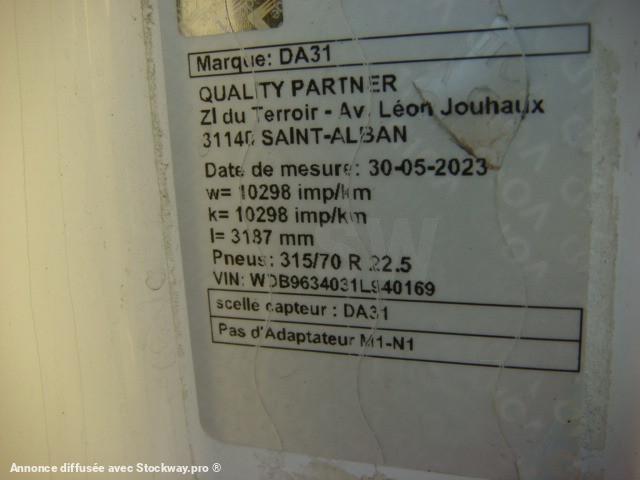 Marque: DA31
QUALITY PARTNER
ZI du Terroir - Av. Léon Jouhaux
31140 SAINT-ALBAN
Date de mesure: 30-05-2023
w= 10298 imp/km
k= 10298 imp/km
l= 3187 mm
Pneus: 315/70 R 22.5
VIN: WDB9634031L940169
scelle capteur : DA31
Pas d'Adaptateur M1-N1
Annonce diffusée avec Stockway.pro ®